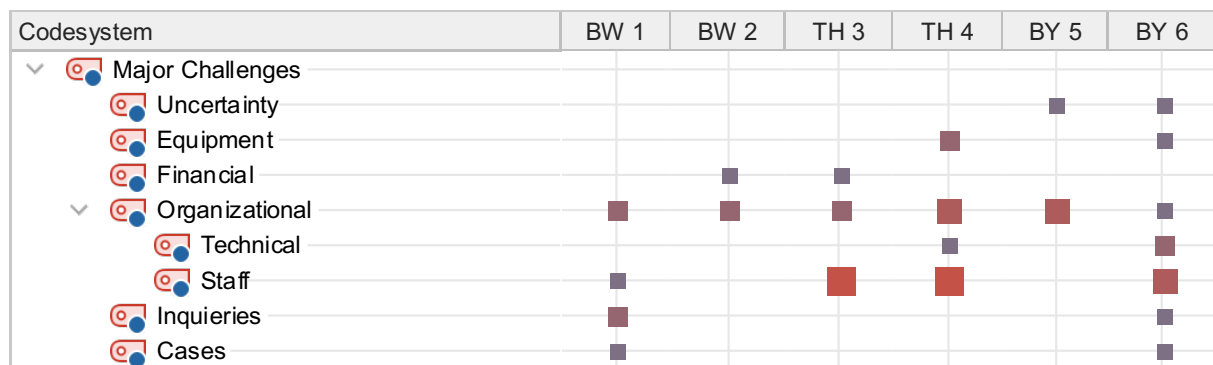 Codesystem BW 1 BW 2 TH 3 TH 4 BY 5 BY 6
Major Challenges
Uncertainty
Equipment
Financial
Organizational
Technical
Staff
Inquieries
Cases